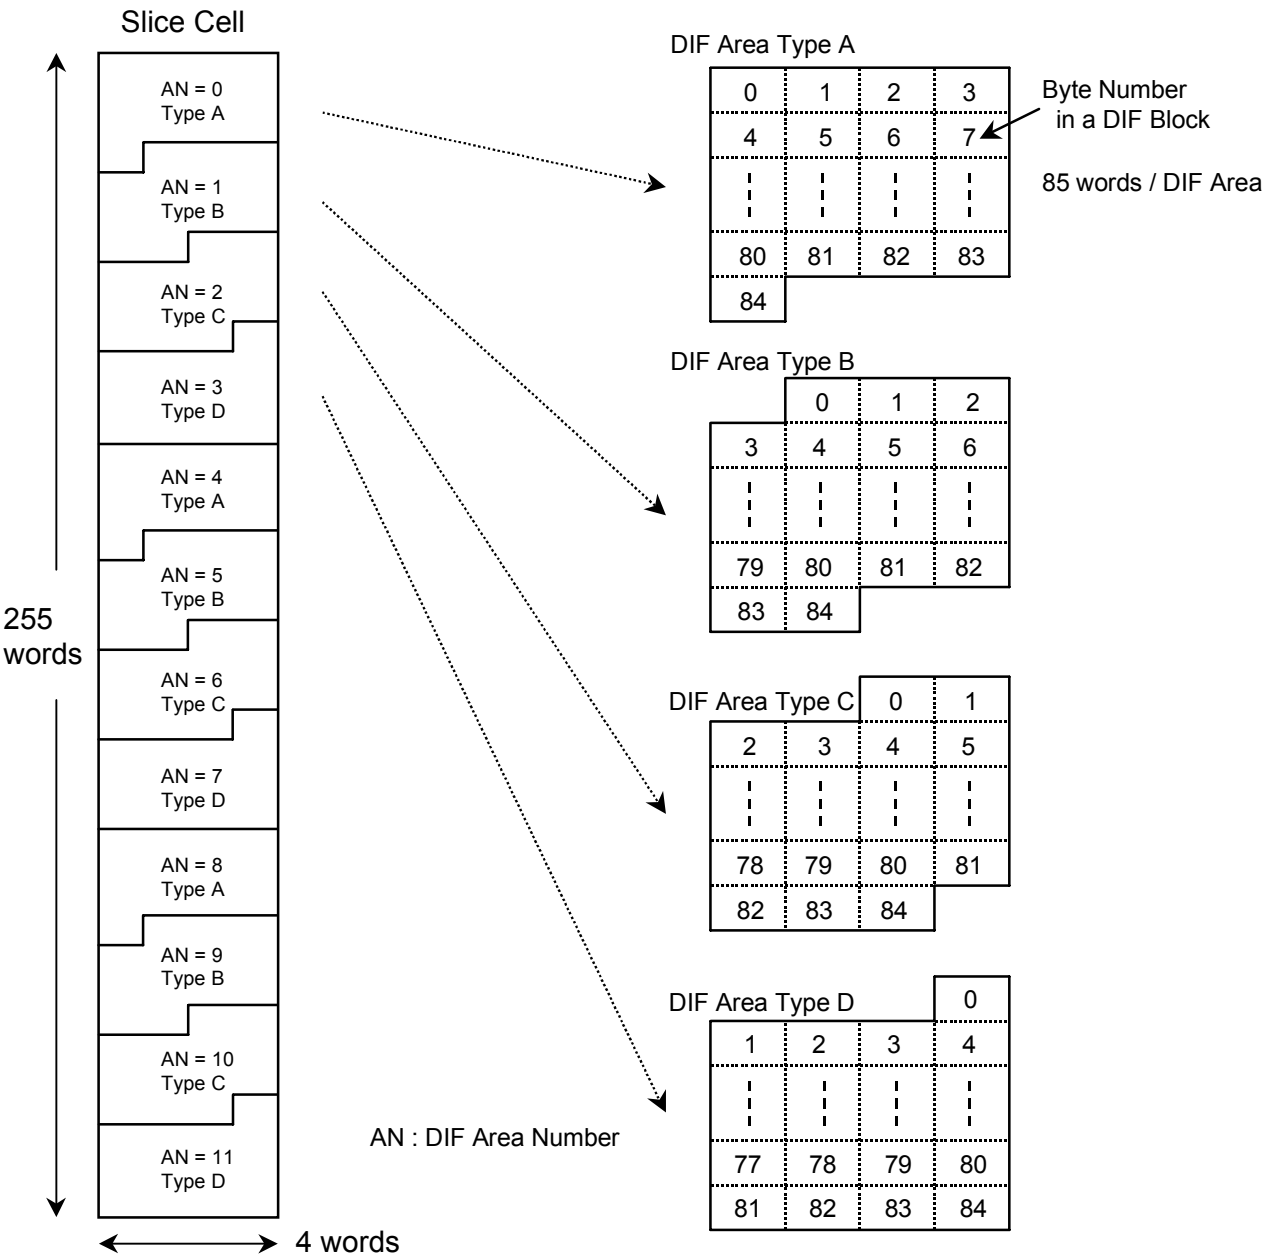 Slice Cell
AN = 0
Type A
AN = 1
Type B
AN = 2
Type C
AN = 3
Type D
AN = 4
Type A
AN = 5
Type B
AN = 6
Type C
AN = 7
Type D
AN = 8
Type A
AN = 9
Type B
AN = 10
Type C
AN = 11
Type D
255
words
4 words
DIF Area Type A
0 1 2 3
4 5 6 7
80 81 82 83
84
Byte Number
in a DIF Block
85 words / DIF Area
DIF Area Type B
0 1 2
3 4 5 6
79 80 81 82
83 84
DIF Area Type C
0 1
2 3 4 5
78 79 80 81
82 83 84
DIF Area Type D
0
1 2 3 4
77 78 79 80
81 82 83 84
AN : DIF Area Number